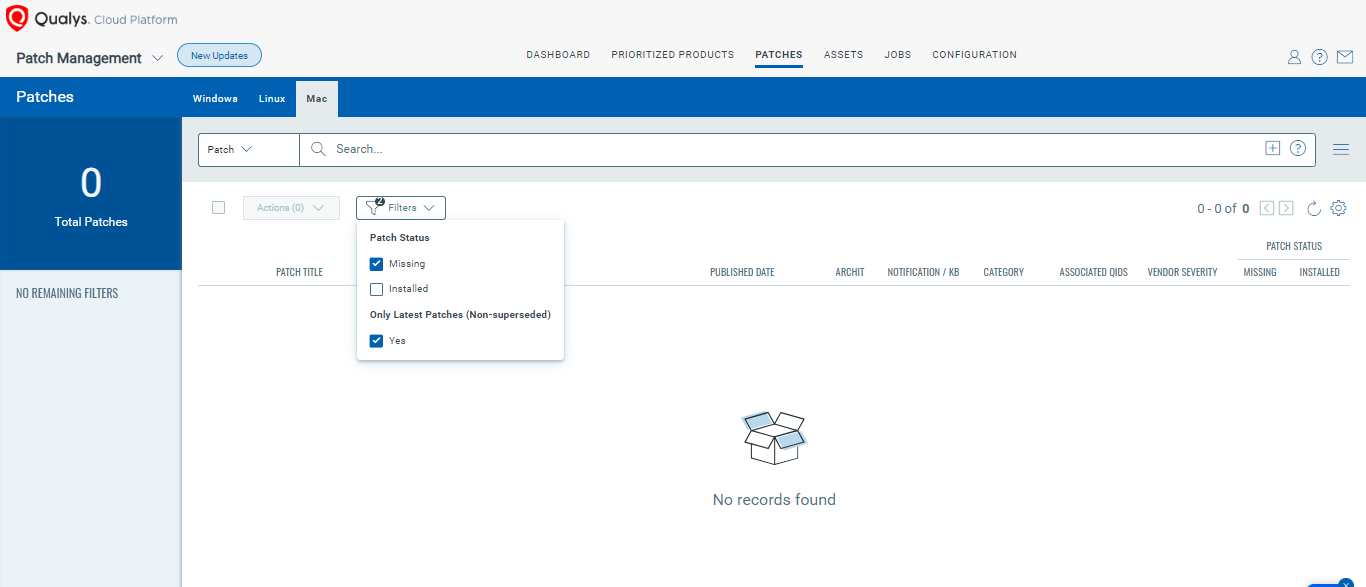 Qualys. Cloud Platform
Patch Management
New Updates
DASHBOARD
PRIORITIZED PRODUCTS
PATCHES
ASSETS
JOBS
CONFIGURATION
Patches
Windows
Linux
Mac
0
Total Patches
NO REMAINING FILTERS
Patch
Search...
Actions (0)
2
Filters
0 - 0 of 0
Patch Status
Missing
Installed
Only Latest Patches (Non-superseded)
Yes
PATCH STATUS
PATCH TITLE
PUBLISHED DATE
ARCHIT
NOTIFICATION / KB
CATEGORY
ASSOCIATED QIDS
VENDOR SEVERITY
MISSING
INSTALLED
No records found